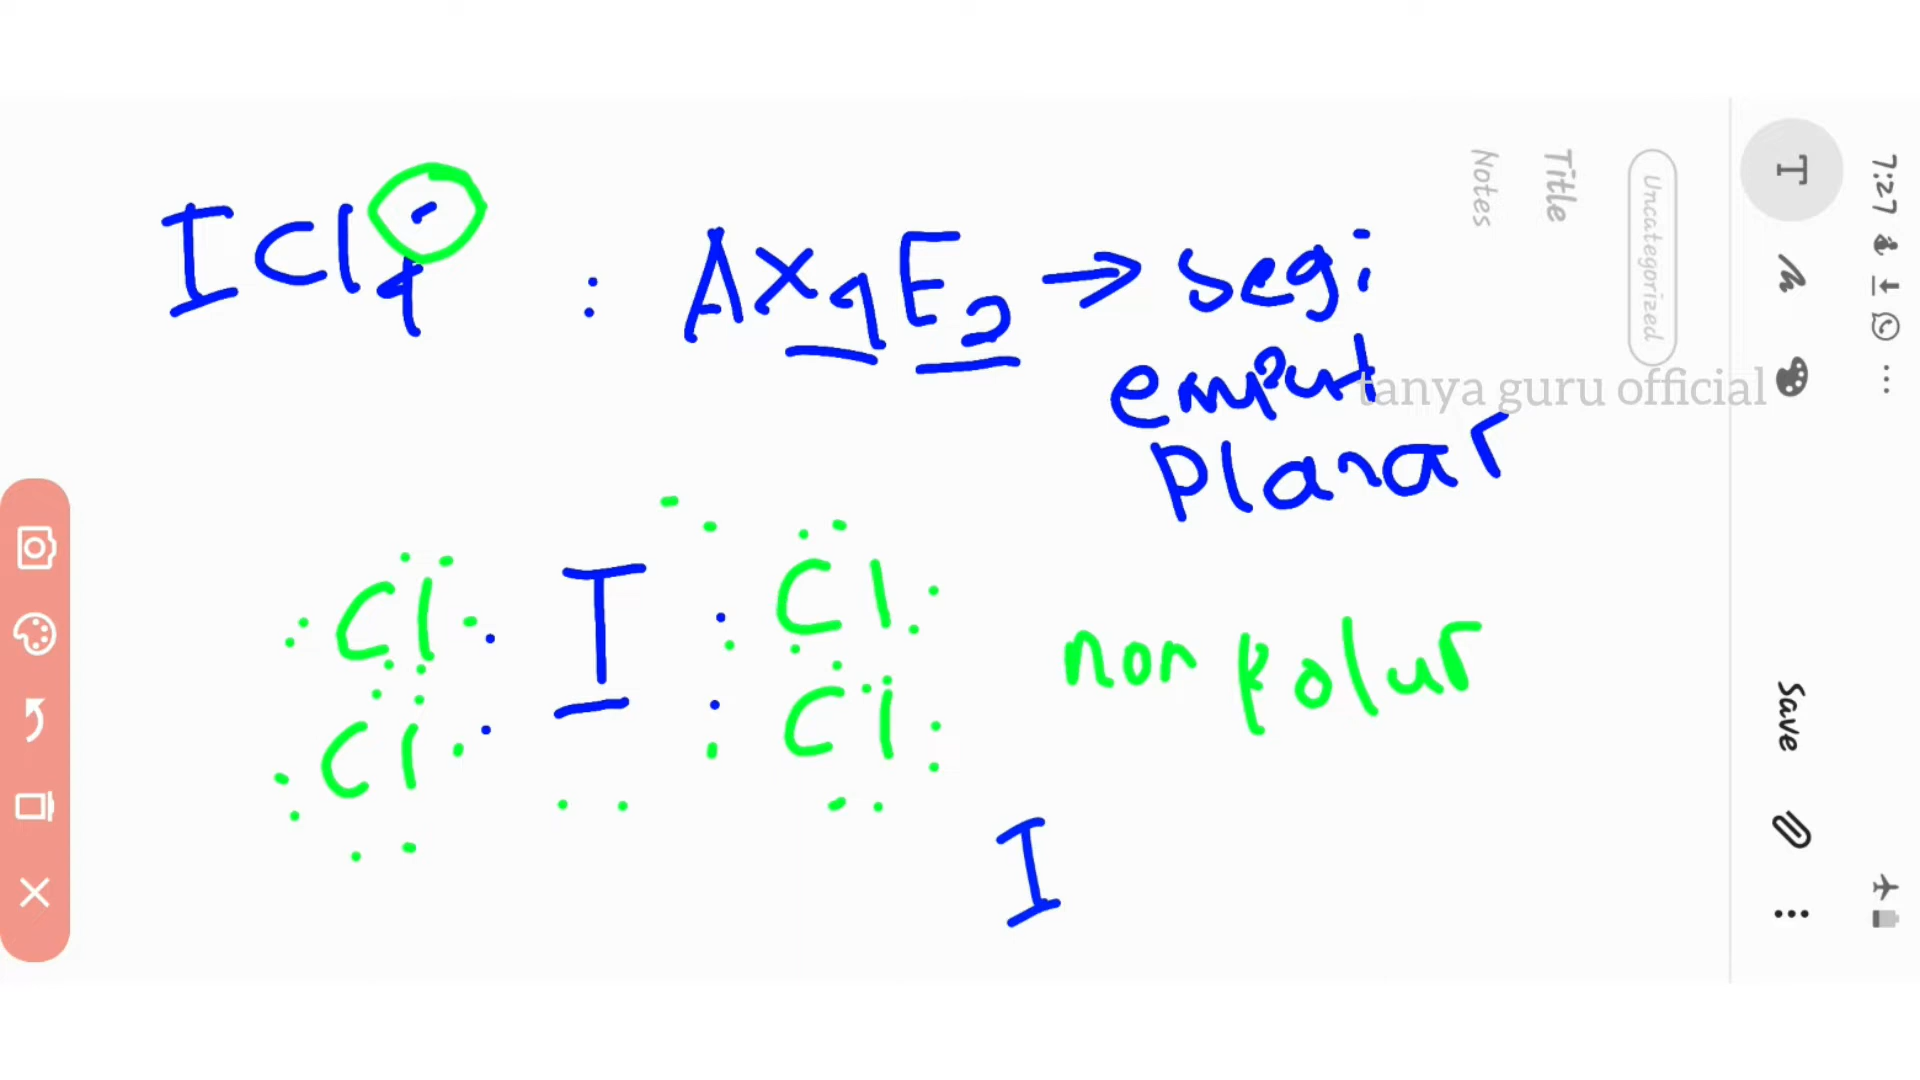 ICl₄⁻ : AX₄E₂ → segi
empat
planar
tanya guru official
Cl I Cl
Cl Cl
non polar
I
7:27
Uncategorized
Title
Notes
T
Save